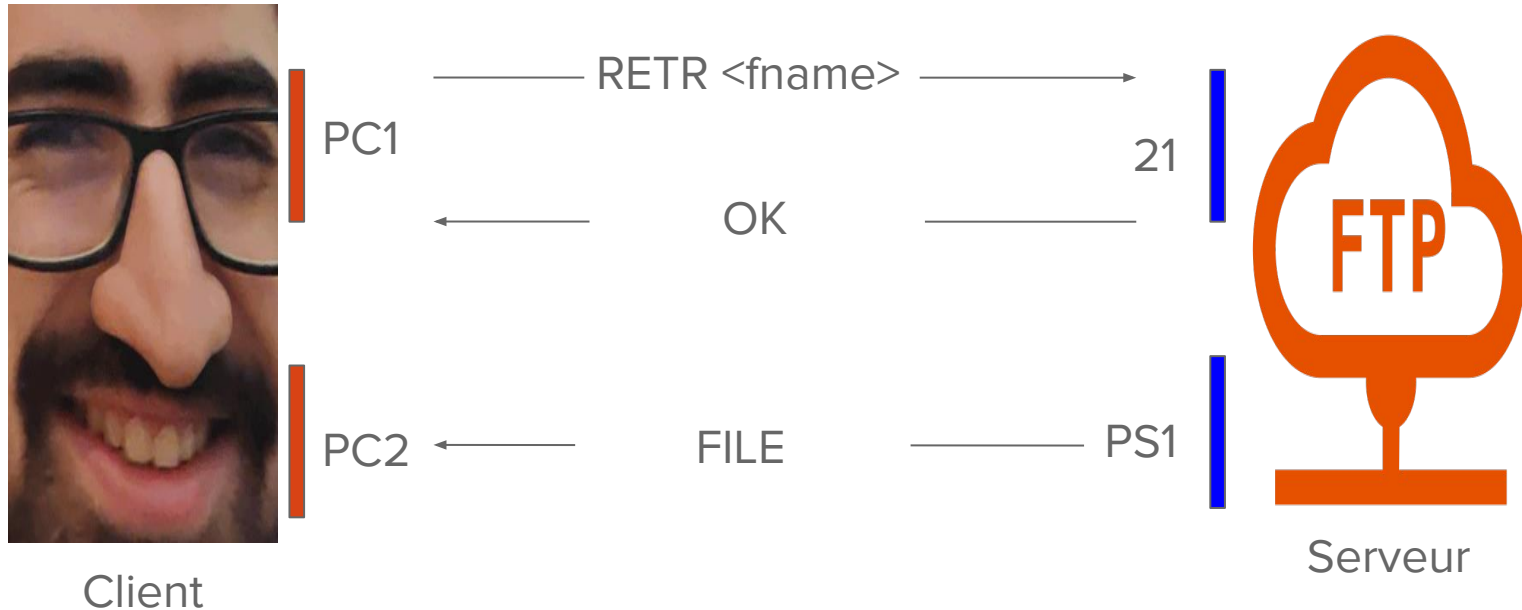 RETR <fname>
PC1
21
OK
FTP
PC2
FILE
PS1
Client
Serveur